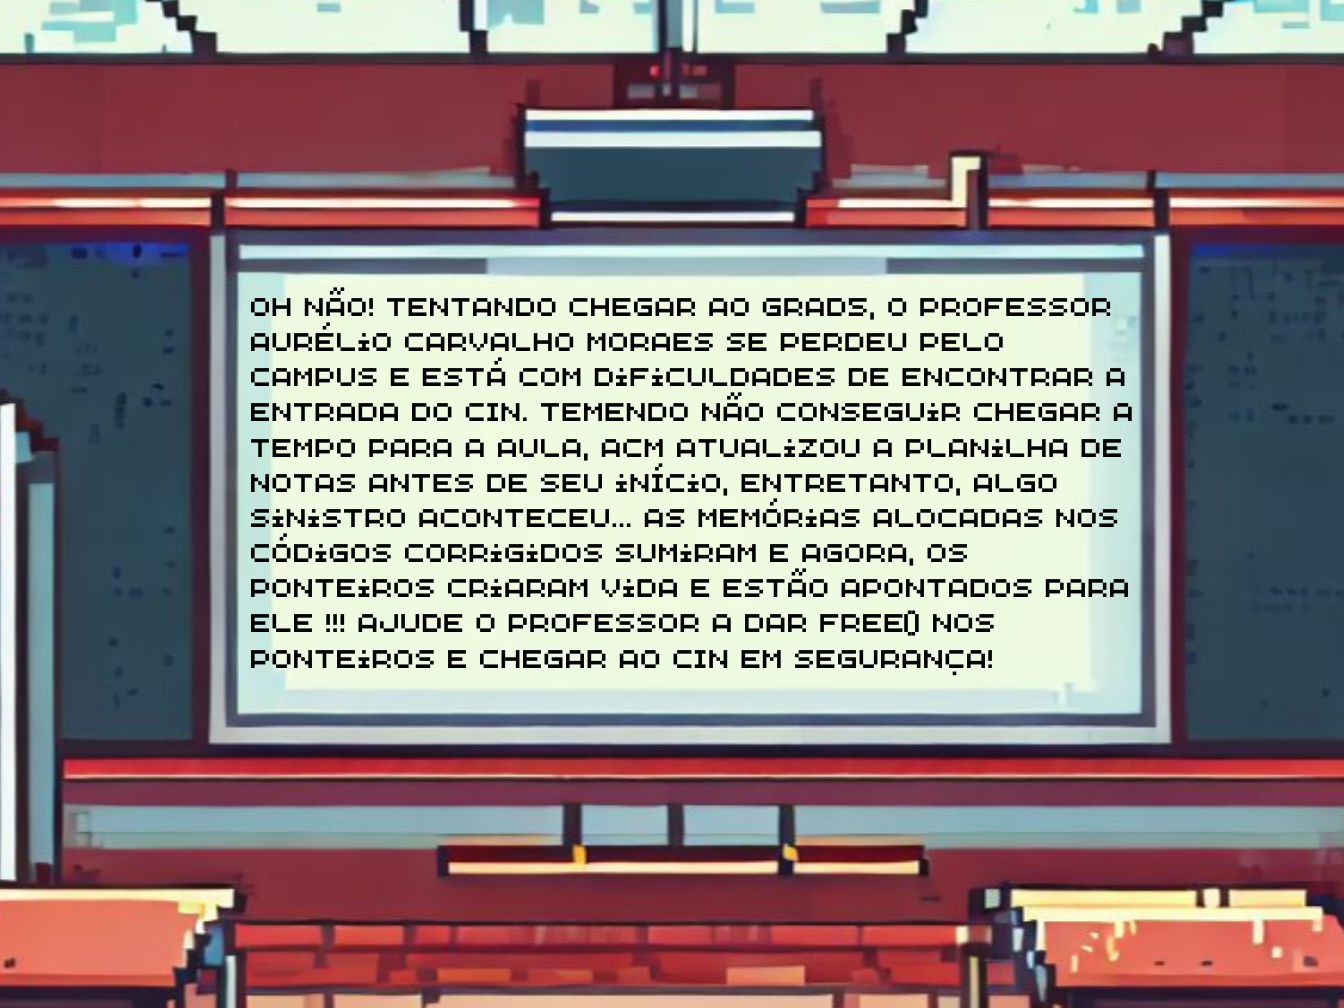 OH NÃO! TENTANDO CHEGAR AO GRAD5, O PROFESSOR
AURÉLiO CARVALHO MORAES SE PERDEU PELO
CAMPUS E ESTÁ COM DiFiCULDADES DE ENCONTRAR A
ENTRADA DO CIN. TEMENDO NÃO CONSEGUiR CHEGAR A
TEMPO PARA A AULA, ACM ATUALiZOU A PLANiLHA DE
NOTAS ANTES DE SEU iNÍCiO, ENTRETANTO, ALGO
SiNiSTRO ACONTECEU... AS MEMÓRiAS ALOCADAS NOS
CÓDiGOS CORRiGiDOS SUMiRAM E AGORA, OS
PONTEiROS CRiARAM ViDA E ESTÃO APONTADOS PARA
ELE !!! AJUDE O PROFESSOR A DAR FREE() NOS
PONTEiROS E CHEGAR AO CIN EM SEGURANÇA!